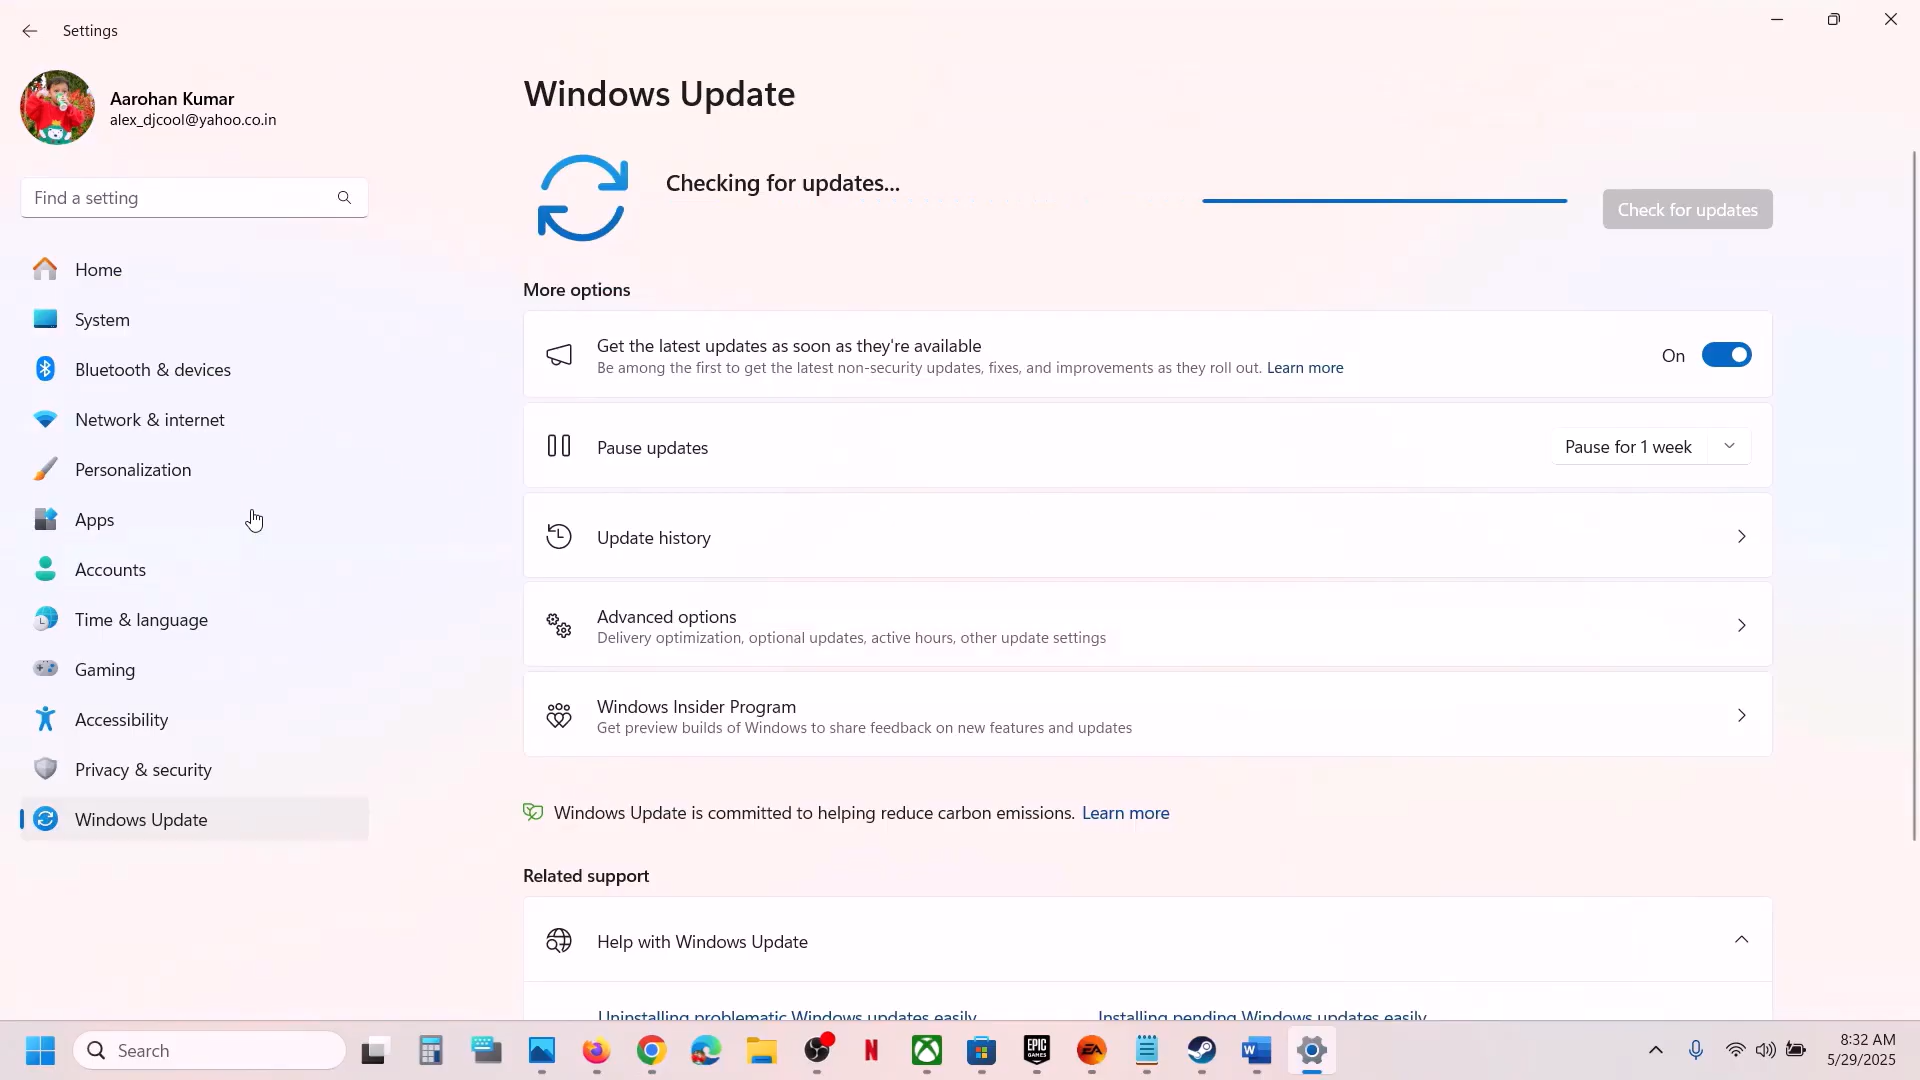 Settings
Aarohan Kumar
alex_djcool@yahoo.co.in
Find a setting
Home
System
Bluetooth & devices
Network & internet
Personalization
Apps
Accounts
Time & language
Gaming
Accessibility
Privacy & security
Windows Update
Windows Update
Checking for updates...
Check for updates
More options
Get the latest updates as soon as they're available
Be among the first to get the latest non-security updates, fixes, and improvements as they roll out. Learn more
On
Pause updates
Pause for 1 week
Update history
Advanced options
Delivery optimization, optional updates, active hours, other update settings
Windows Insider Program
Get preview builds of Windows to share feedback on new features and updates
Windows Update is committed to helping reduce carbon emissions. Learn more
Related support
Help with Windows Update
Uninstalling problematic Windows updates easily
Installing pending Windows updates easily
Search
N
EPIC
GAMES
EA
W
8:32 AM
5/29/2025